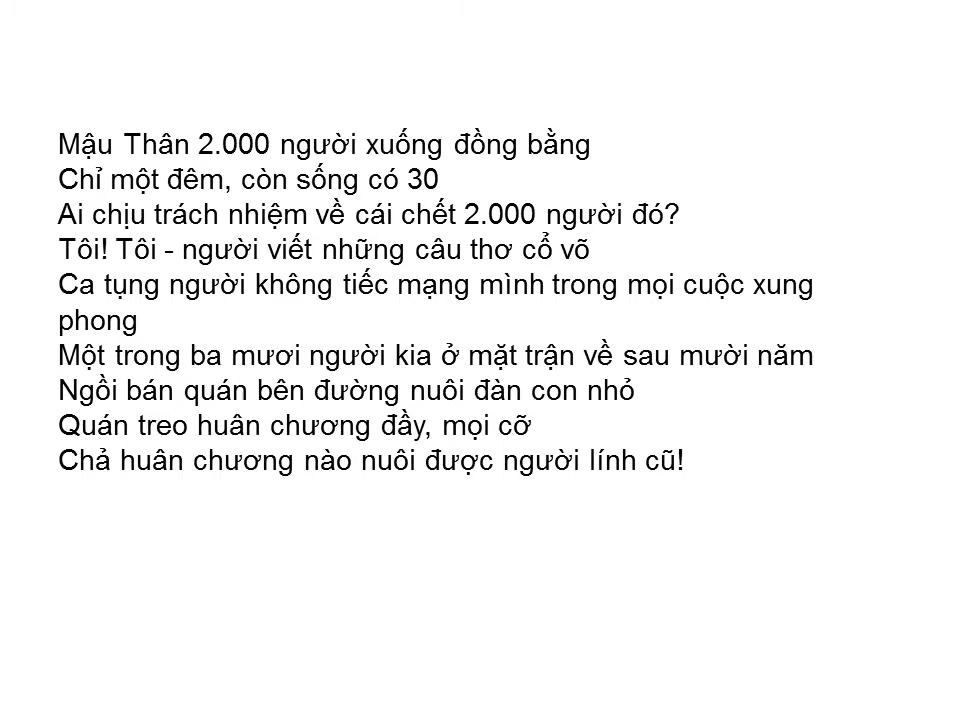 Mậu Thân 2.000 người xuống đồng bằng
Chỉ một đêm, còn sống có 30
Ai chịu trách nhiệm về cái chết 2.000 người đó?
Tôi! Tôi - người viết những câu thơ cổ võ
Ca tụng người không tiếc mạng mình trong mọi cuộc xung
phong
Một trong ba mươi người kia ở mặt trận về sau mười năm
Ngồi bán quán bên đường nuôi đàn con nhỏ
Quán treo huân chương đầy, mọi cỡ
Chả huân chương nào nuôi được người lính cũ!